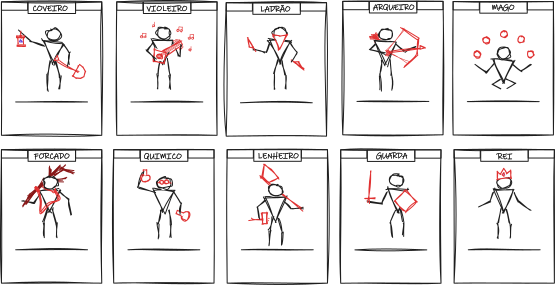 COVEIRO
VIOLEIRO
LADRÃO
ARQUEIRO
MAGO
FORCADO
QUIMICO
LENHEIRO
GUARDA
REI